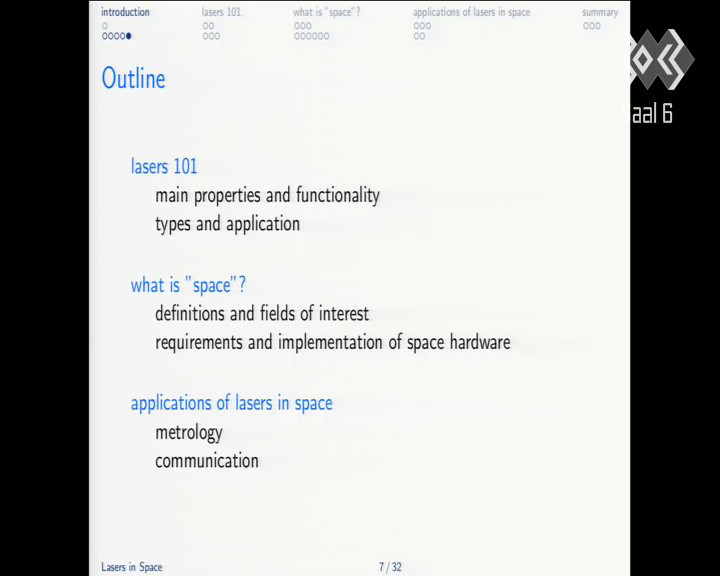 introduction
lasers 101
what is "space"?
applications of lasers in space
summary
Outline
aal 6
lasers 101
main properties and functionality
types and application
what is "space"?
definitions and fields of interest
requirements and implementation of space hardware
applications of lasers in space
metrology
communication
Lasers in Space
7 / 32